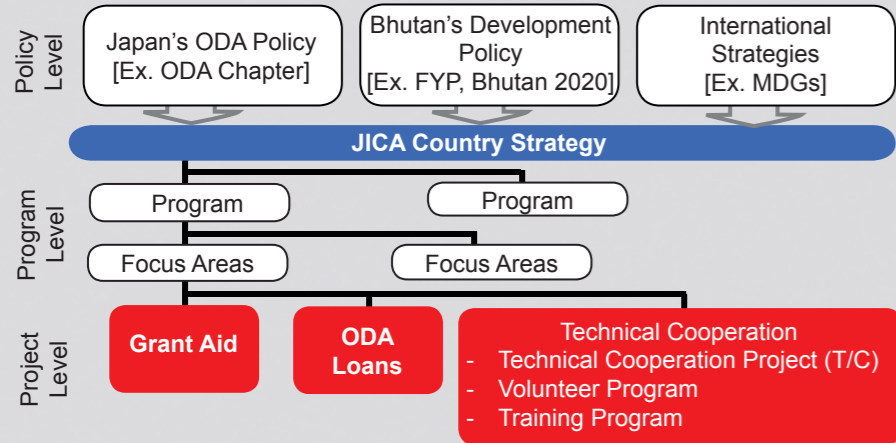 Policy
Level
Japan's ODA Policy
[Ex. ODA Chapter]
Bhutan's Development
Policy
[Ex. FYP, Bhutan 2020]
International
Strategies
[Ex. MDGs]
JICA Country Strategy
Program
Level
Program
Program
Focus Areas
Focus Areas
Project
Level
Grant Aid
ODA
Loans
Technical Cooperation
- Technical Cooperation Project (T/C)
- Volunteer Program
- Training Program